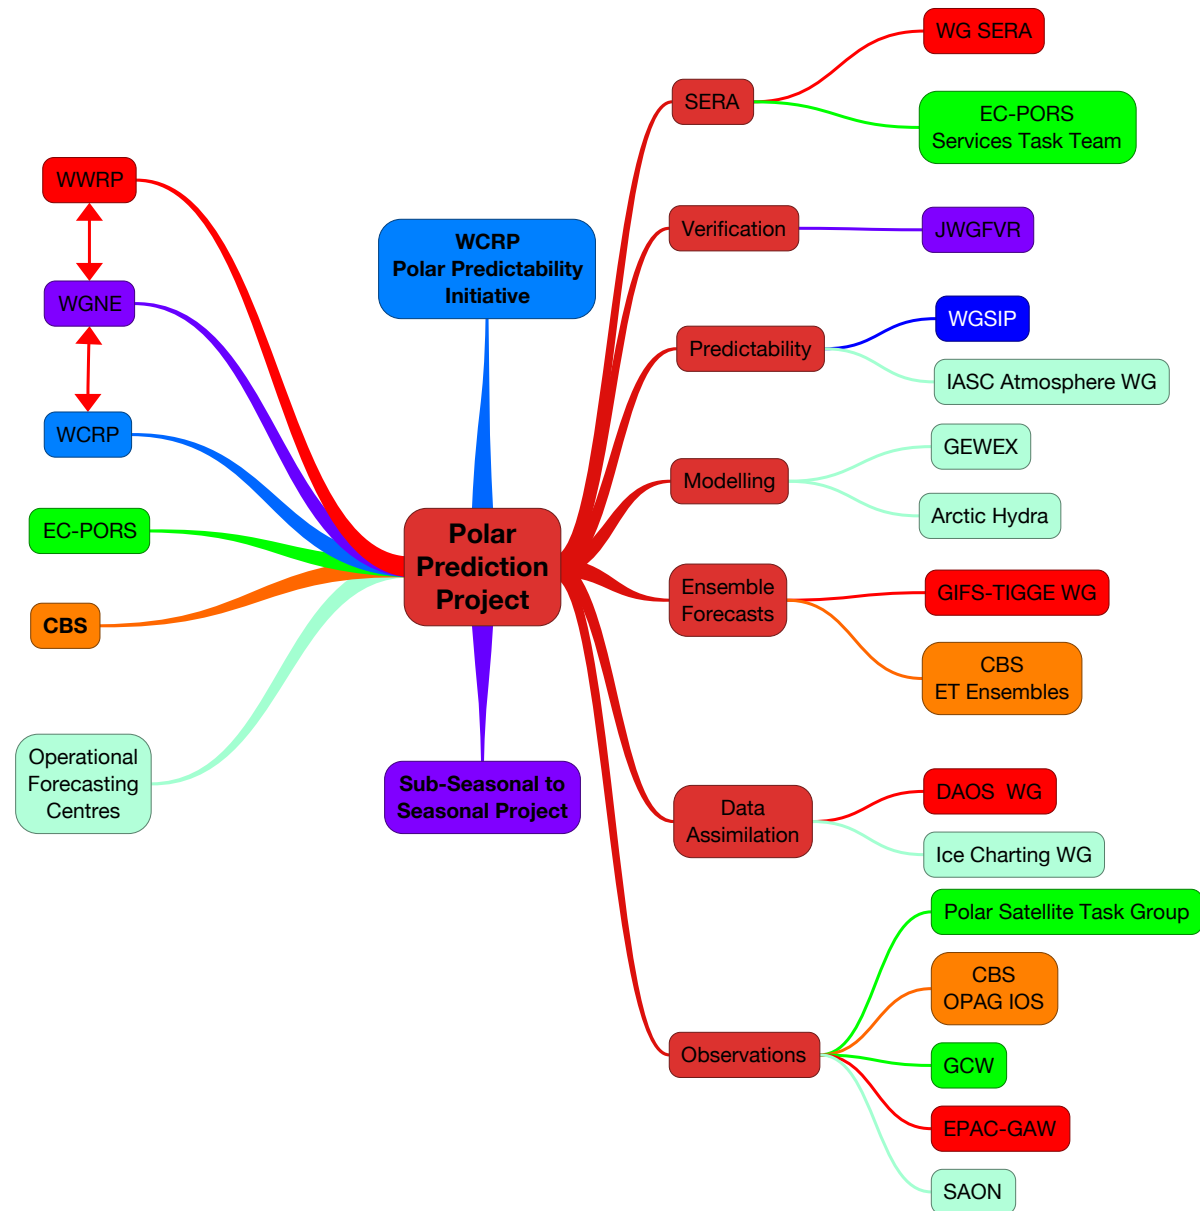 WWRP
WGNE
WCRP
EC-PORS
CBS
Operational
Forecasting
Centres
WCRP
Polar Predictability
Initiative
Polar
Prediction
Project
Sub-Seasonal to
Seasonal Project
SERA
WG SERA
EC-PORS
Services Task Team
Verification
JWGFVR
Predictability
WGSIP
IASC Atmosphere WG
Modelling
GEWEX
Arctic Hydra
Ensemble
Forecasts
GIFS-TIGGE WG
CBS
ET Ensembles
Data
Assimilation
DAOS WG
Ice Charting WG
Observations
Polar Satellite Task Group
CBS
OPAG IOS
GCW
EPAC-GAW
SAON